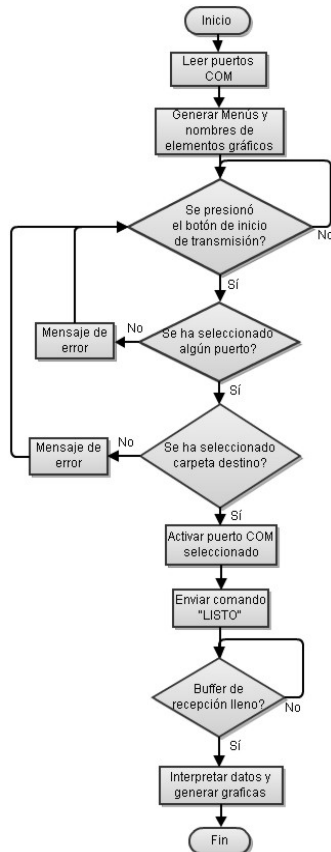 Inicio
Leer puertos
COM
Generar Menús y
nombres de
elementos gráficos
Se presionó
el botón de inicio
de transmisión?
No
Sí
Se ha seleccionado
algún puerto?
No
Mensaje de
error
Sí
Se ha seleccionado
carpeta destino?
No
Mensaje de
error
Sí
Activar puerto COM
seleccionado
Enviar comando
"LISTO"
Buffer de
recepción lleno?
No
Sí
Interpretar datos y
generar graficas
Fin